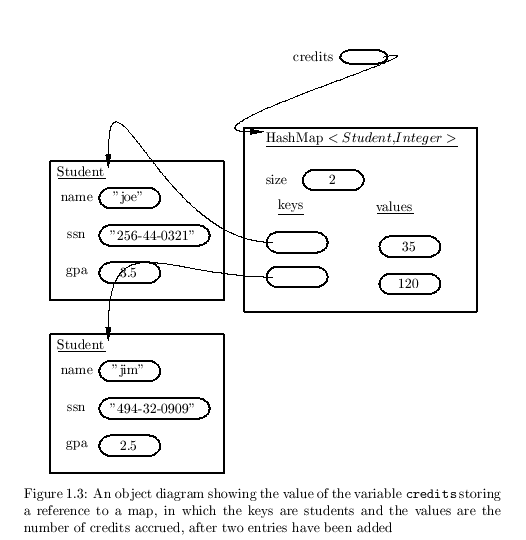 credits
HashMap < Student,Integer >
size 2
keys values
35
120
Student
name "joe"
ssn "256-44-0321"
gpa 3.5
Student
name "jim"
ssn "494-32-0909"
gpa 2.5
Figure 1.3: An object diagram showing the value of the variable credits storing
a reference to a map, in which the keys are students and the values are the
number of credits accrued, after two entries have been added